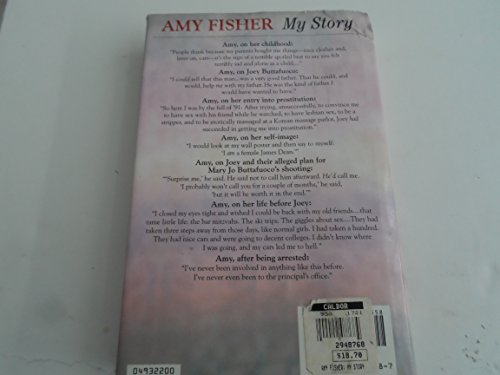 AMY FISHER My Story
Amy, on her childhood:
"People think because my parents bought me things—nice clothes and,
later on, cars—it's the sign of a terrible spoiled brat to say you felt
terribly sad and alone as a child…"
Amy, on Joey Buttafuoco:
"I could tell that this man…was a very good father. That he could, and
would, help me with my father. He was the kind of father I
would have wanted to have."
Amy, on her entry into prostitution:
"So here I was by the fall of '91. After trying, unsuccessfully, to convince me
to have sex with his friend while he watched, to have lesbian sex, to be a
stripper, and to be erotically massaged at a Korean massage parlor, Joey had
succeeded in getting me into prostitution."
Amy, on her self-image:
"I would look at my wall poster and then say to myself:
'I am a female James Dean.'"
Amy, on Joey and their alleged plan for
Mary Jo Buttafuoco's shooting:
"'Surprise me,' he said. He said not to call him afterward. He'd call me.
'I probably won't call you for a couple of months,' he said,
'but it will be worth it in the end.'"
Amy, on her life before Joey:
"I closed my eyes tight and wished I could be back with my old friends…that
tame little life: the bar mitzvahs. The ski trips. The giggles about sex…They had
taken three steps away from those days, like normal girls. I had taken a hundred.
They had nice cars and were going to decent colleges. I didn't know where
I was going, and my cars led me to hell."
Amy, after being arrested:
"I've never been involved in anything like this before.
I've never even been to the principal's office."
CALDOR
2948768
$18.70
AMY FISHER: MY STORY
8-7
04932200